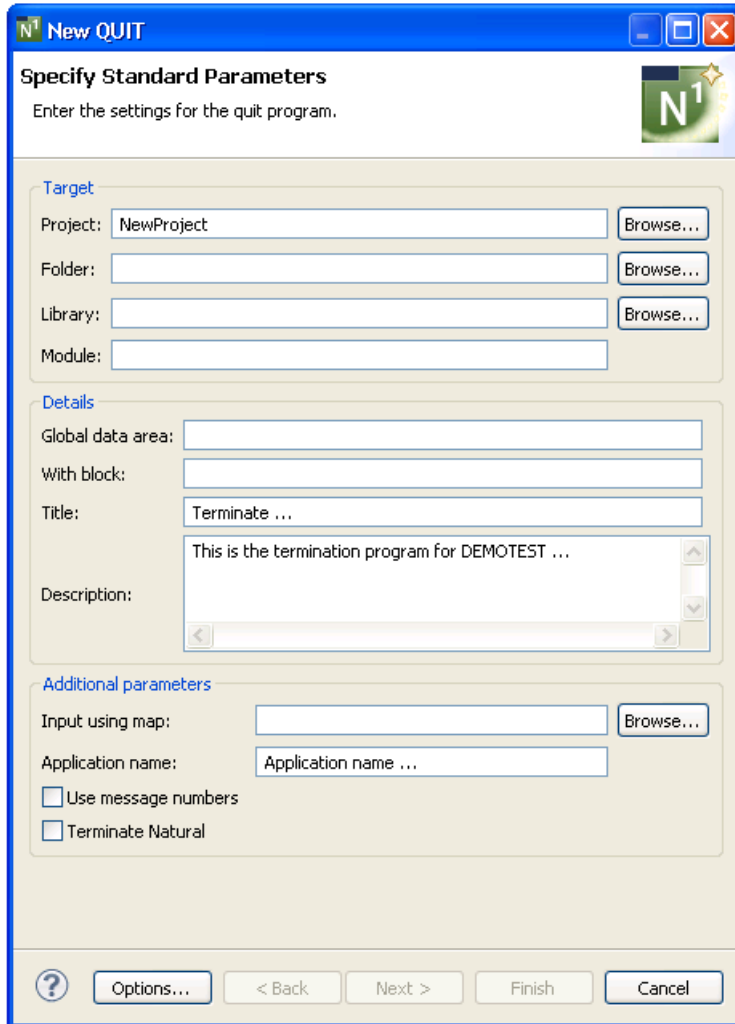 N1 New QUIT
Specify Standard Parameters
Enter the settings for the quit program.
N1
Target
Project: NewProject Browse...
Folder: Browse...
Library: Browse...
Module:
Details
Global data area:
With block:
Title: Terminate ...
This is the termination program for DEMOTEST ...
Description:
Additional parameters
Input using map: Browse...
Application name: Application name ...
Use message numbers
Terminate Natural
? Options... < Back Next > Finish Cancel